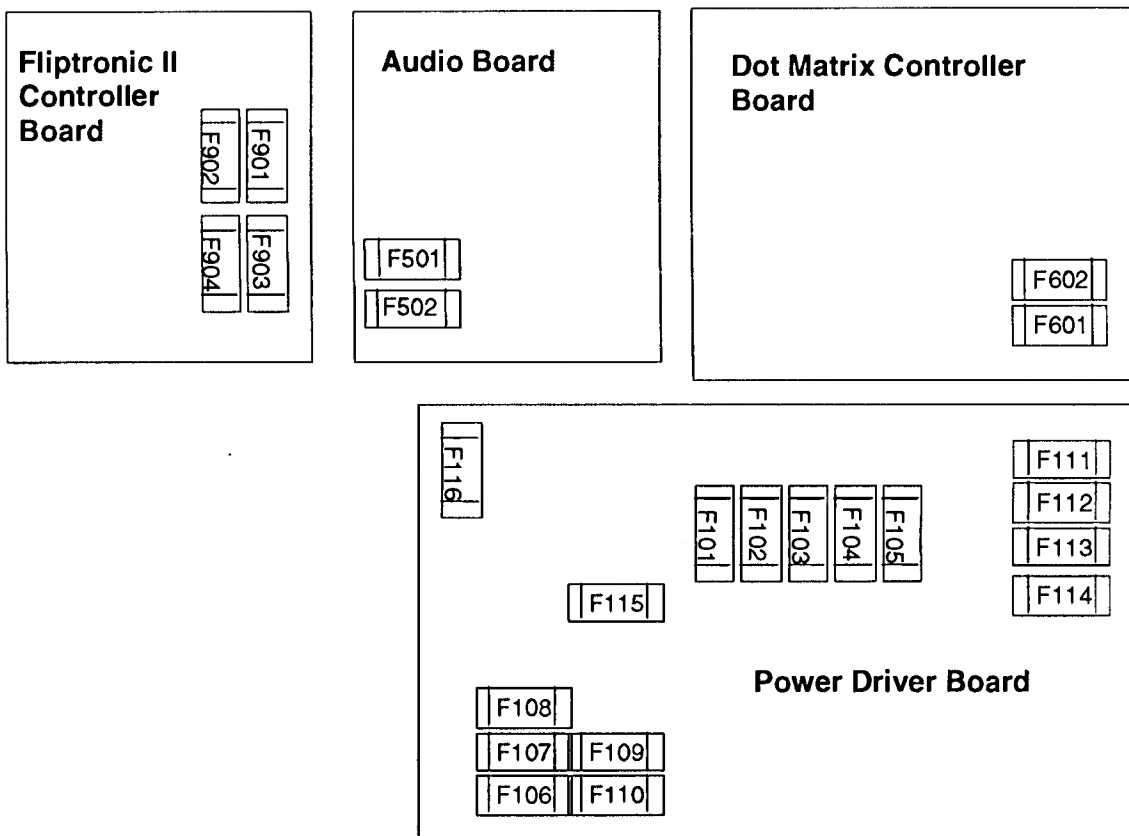 Fliptronic II
Controller
Board
F902
F901
F904
F903
Audio Board
F501
F502
Dot Matrix Controller
Board
F602
F601
F116
F101
F102
F103
F104
F105
F111
F112
F113
F114
F115
Power Driver Board
F108
F107
F109
F106
F110